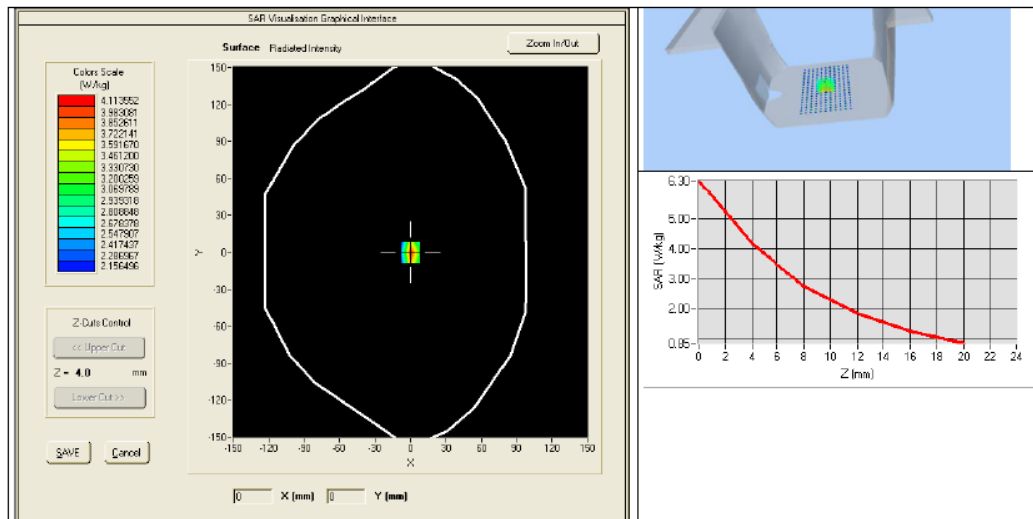 SAR Visualisation Graphical Interface
Surface Radiated Intensity
Zoom In/Out
Colors Scale
(W/kg)
4.113952
3.983081
3.852611
3.722141
3.591670
3.461200
3.330730
3.200259
3.069789
2.939318
2.808848
2.678378
2.547907
2.417437
2.286967
2.156496
Z-Cuts Control
<< Upper Cut
Z = 4.0 mm
Lower Cut >>
SAVE
Cancel
150
120
90
60
30
0
-30
-60
-90
-120
-150
Y
-150 -120 -90 -60 -30 0 30 60 90 120 150
X
0 X (mm) 0 Y (mm)
6.30
5.00
4.00
3.00
2.00
0.85
SAR (W/kg)
0 2 4 6 8 10 12 14 16 18 20 22 24
Z (mm)